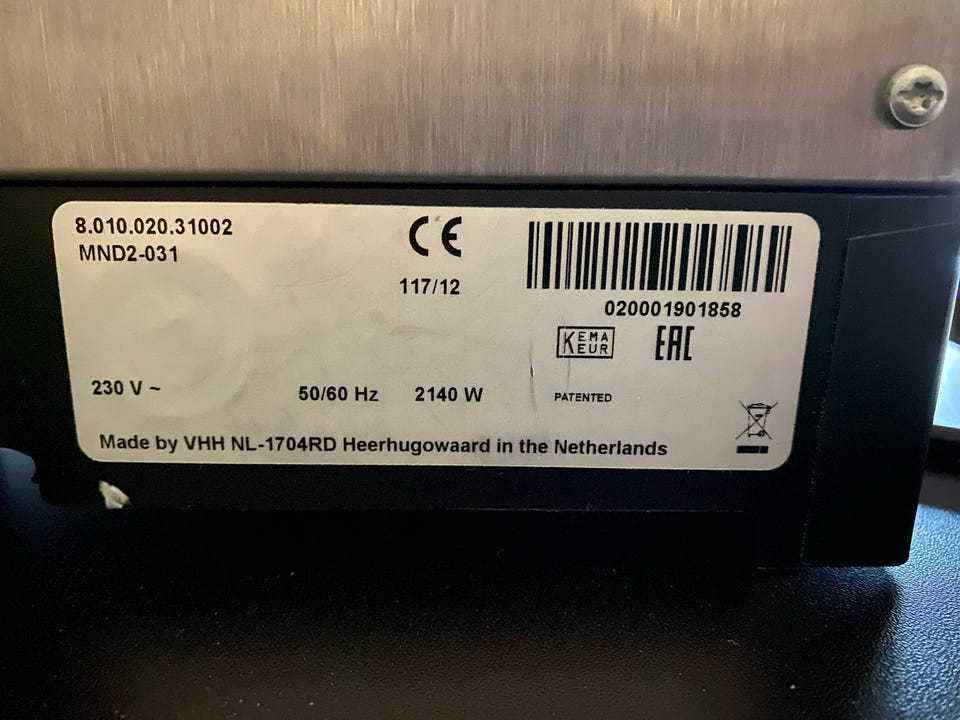 8.010.020.31002
MND2-031
CE
117/12
020001901858
KEMA
KEUR
EAC
230 V ~ 50/60 Hz 2140 W
PATENTED
Made by VHH NL-1704RD Heerhugowaard in the Netherlands